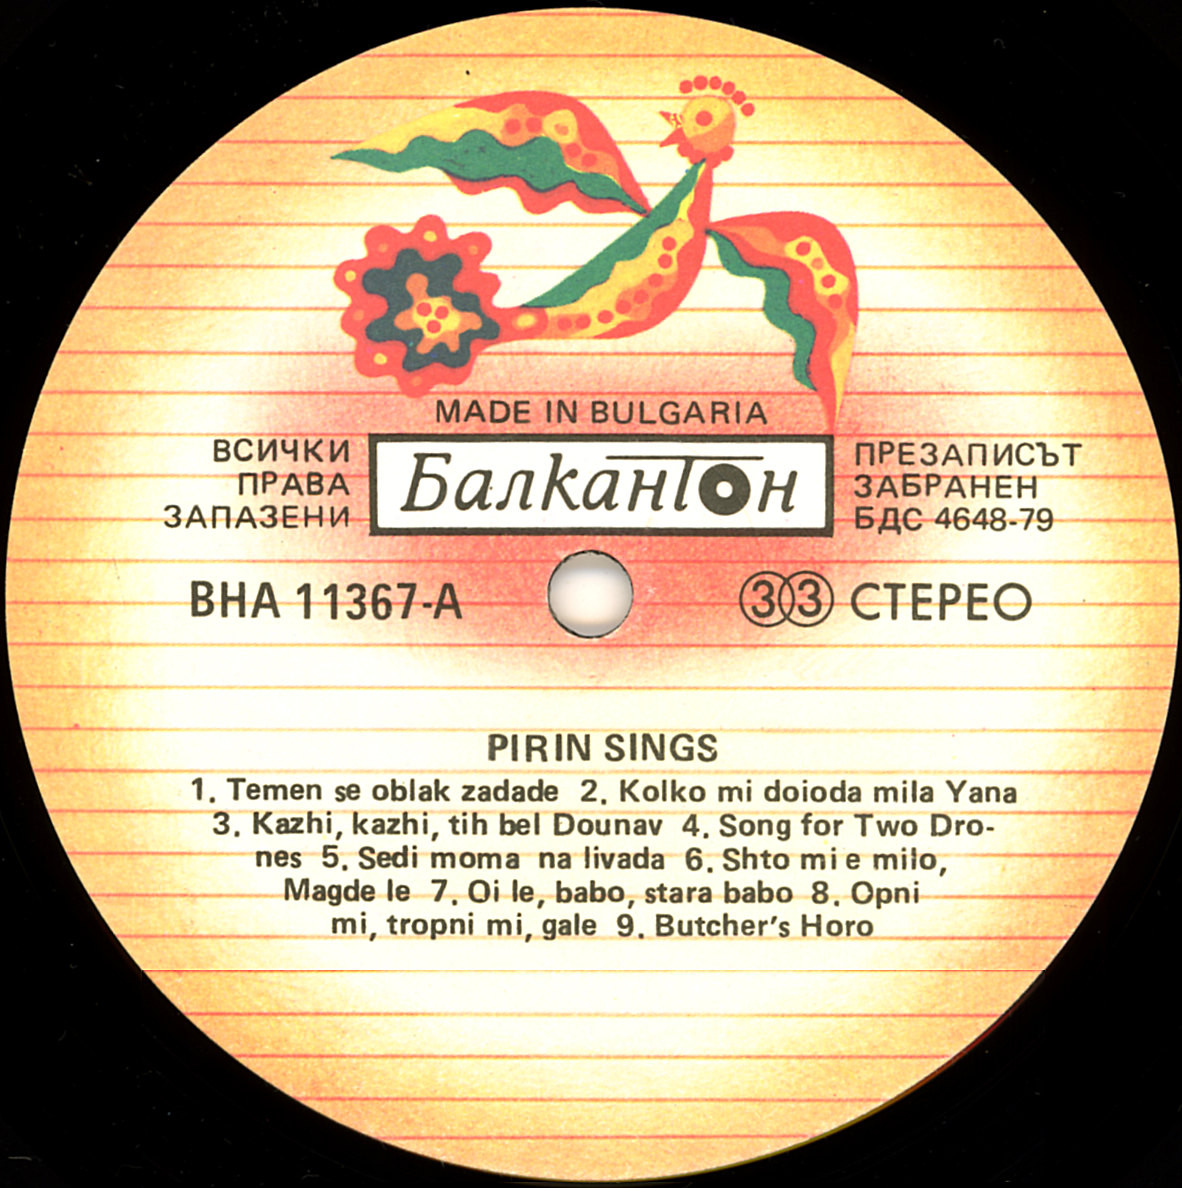 MADE IN BULGARIA
ВСИЧКИ
ПРАВА
ЗАПАЗЕНИ
Балкантон
ПРЕЗАПИСЪТ
ЗАБРАНЕН
БДС 4648-79
ВНА 11367-А
33 СТЕРЕО
PIRIN SINGS
1. Temen se oblak zadade 2. Kolko mi doioda mila Yana
3. Kazhi, kazhi, tih bel Dounav 4. Song for Two Dro-
nes 5. Sedi moma na livada 6. Shto mi e milo,
Magde le 7. Oi le, babo, stara babo 8. Opni
mi, tropni mi, gale 9. Butcher's Horo